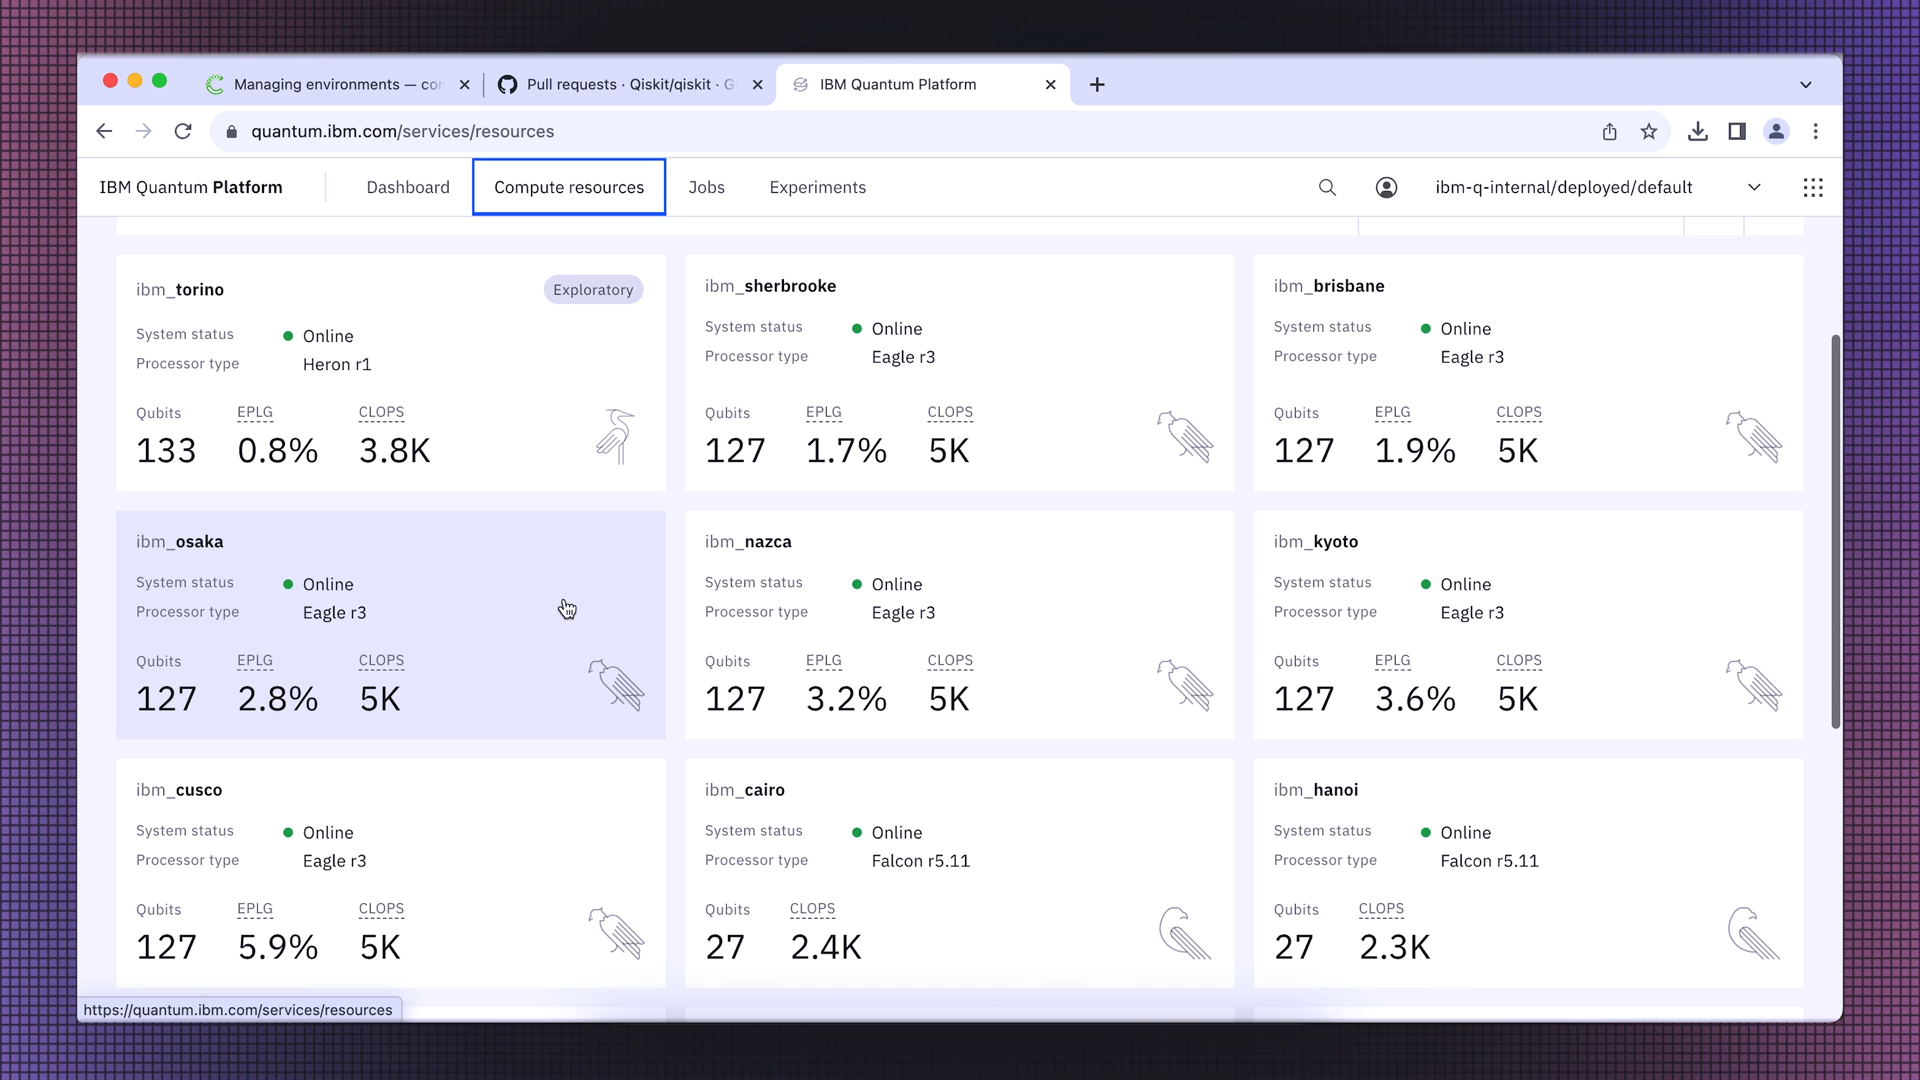 Managing environments — cor
Pull requests · Qiskit/qiskit · G
IBM Quantum Platform
quantum.ibm.com/services/resources
IBM Quantum Platform
Dashboard
Compute resources
Jobs
Experiments
ibm-q-internal/deployed/default
ibm_torino
Exploratory
System status
Online
Processor type
Heron r1
Qubits
EPLG
CLOPS
133
0.8%
3.8K
ibm_sherbrooke
System status
Online
Processor type
Eagle r3
Qubits
EPLG
CLOPS
127
1.7%
5K
ibm_brisbane
System status
Online
Processor type
Eagle r3
Qubits
EPLG
CLOPS
127
1.9%
5K
ibm_osaka
System status
Online
Processor type
Eagle r3
Qubits
EPLG
CLOPS
127
2.8%
5K
ibm_nazca
System status
Online
Processor type
Eagle r3
Qubits
EPLG
CLOPS
127
3.2%
5K
ibm_kyoto
System status
Online
Processor type
Eagle r3
Qubits
EPLG
CLOPS
127
3.6%
5K
ibm_cusco
System status
Online
Processor type
Eagle r3
Qubits
EPLG
CLOPS
127
5.9%
5K
ibm_cairo
System status
Online
Processor type
Falcon r5.11
Qubits
CLOPS
27
2.4K
ibm_hanoi
System status
Online
Processor type
Falcon r5.11
Qubits
CLOPS
27
2.3K
https://quantum.ibm.com/services/resources